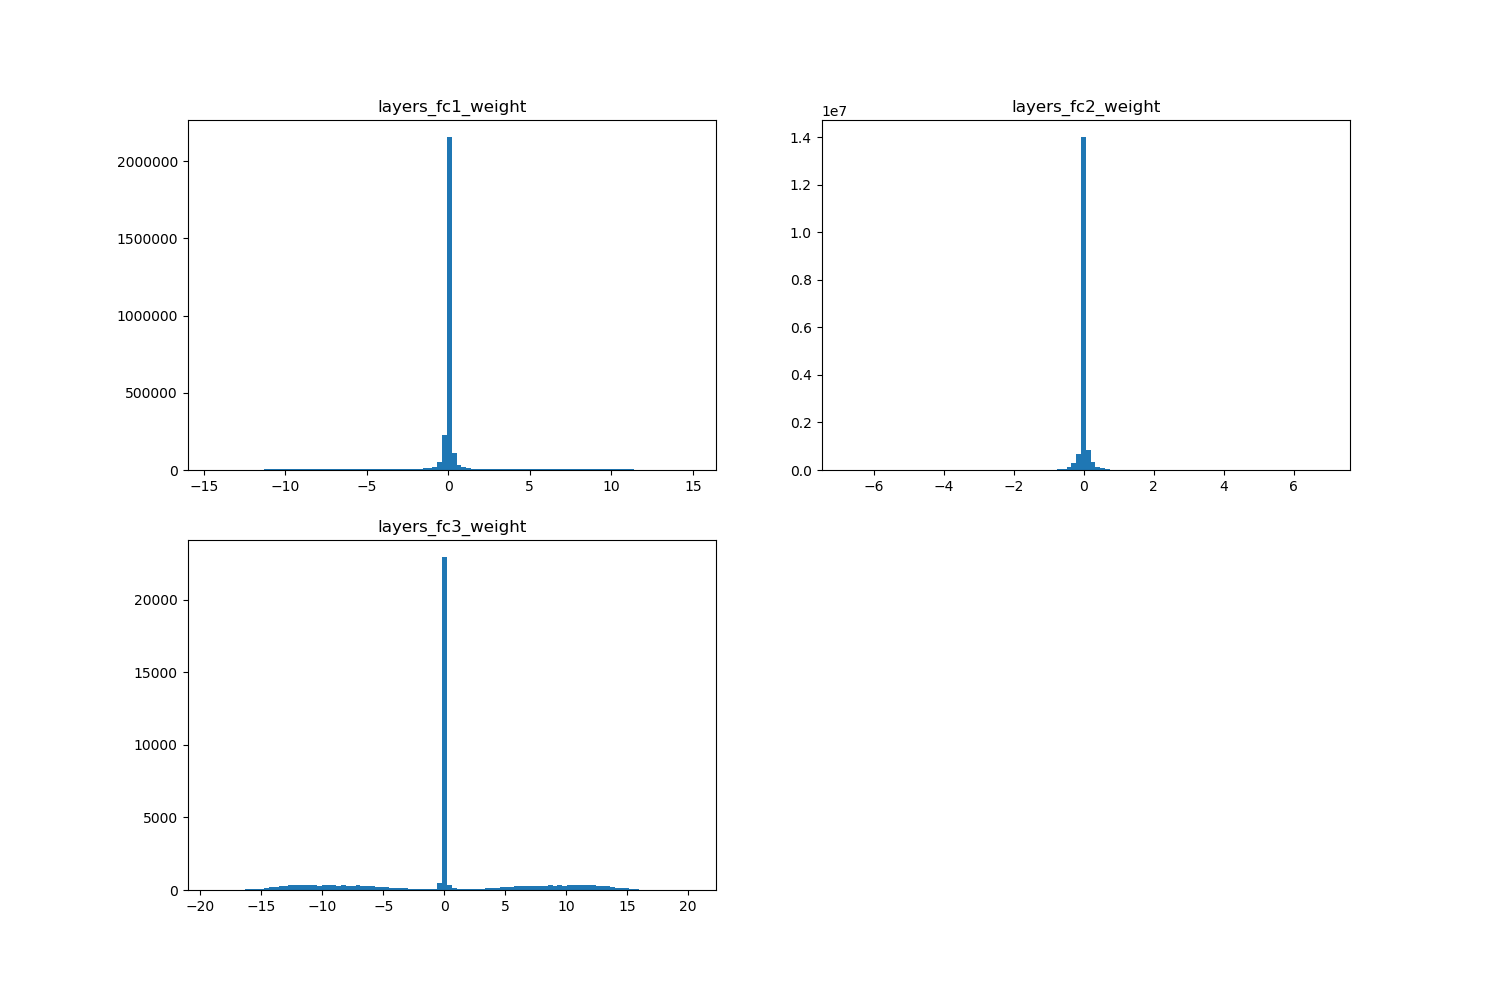 layers_fc1_weight
2000000
1500000
1000000
500000
0
−15 −10 −5 0 5 10 15
layers_fc2_weight
1e7
1.4
1.2
1.0
0.8
0.6
0.4
0.2
0.0
−6 −4 −2 0 2 4 6
layers_fc3_weight
20000
15000
10000
5000
0
−20 −15 −10 −5 0 5 10 15 20